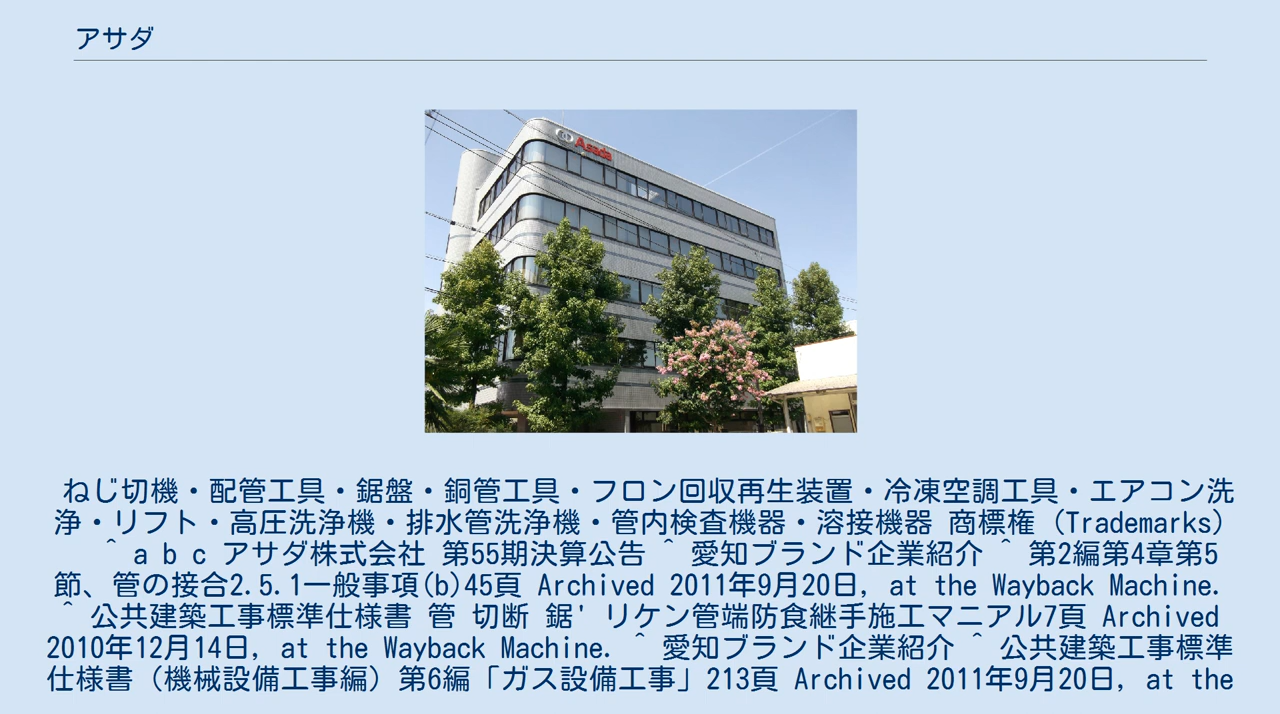 アサダ
Asada
ねじ切機・配管工具・鋸盤・銅管工具・フロン回収再生装置・冷凍空調工具・エアコン洗
浄・リフト・高圧洗浄機・排水管洗浄機・管内検査機器・溶接機器 商標権 (Trademarks)
^ a b c アサダ株式会社 第55期決算公告 ^ 愛知ブランド企業紹介 ^ 第2編第4章第5
節、管の接合2.5.1一般事項(b)45頁 Archived 2011年9月20日, at the Wayback Machine.
^ 公共建築工事標準仕様書 管 切断 鋸' リケン管端防食継手施工マニアル7頁 Archived
2010年12月14日, at the Wayback Machine. ^ 愛知ブランド企業紹介 ^ 公共建築工事標準
仕様書（機械設備工事編）第6編「ガス設備工事」213頁 Archived 2011年9月20日, at the